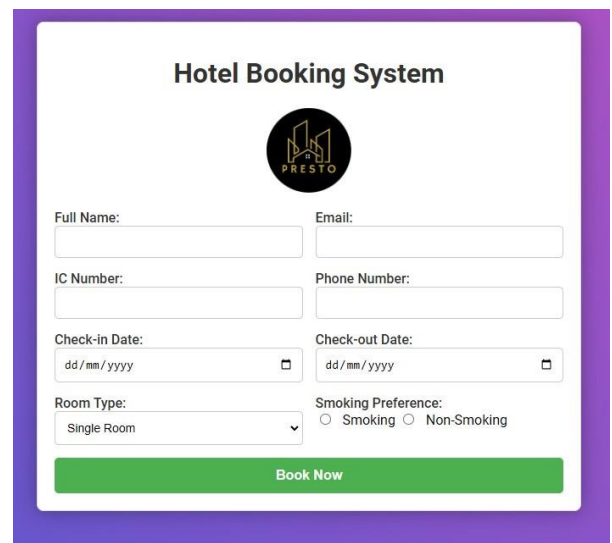 Hotel Booking System
PRESTO
Full Name: Email:
IC Number: Phone Number:
Check-in Date: Check-out Date:
dd/mm/yyyy dd/mm/yyyy
Room Type: Smoking Preference:
Single Room Smoking Non-Smoking
Book Now